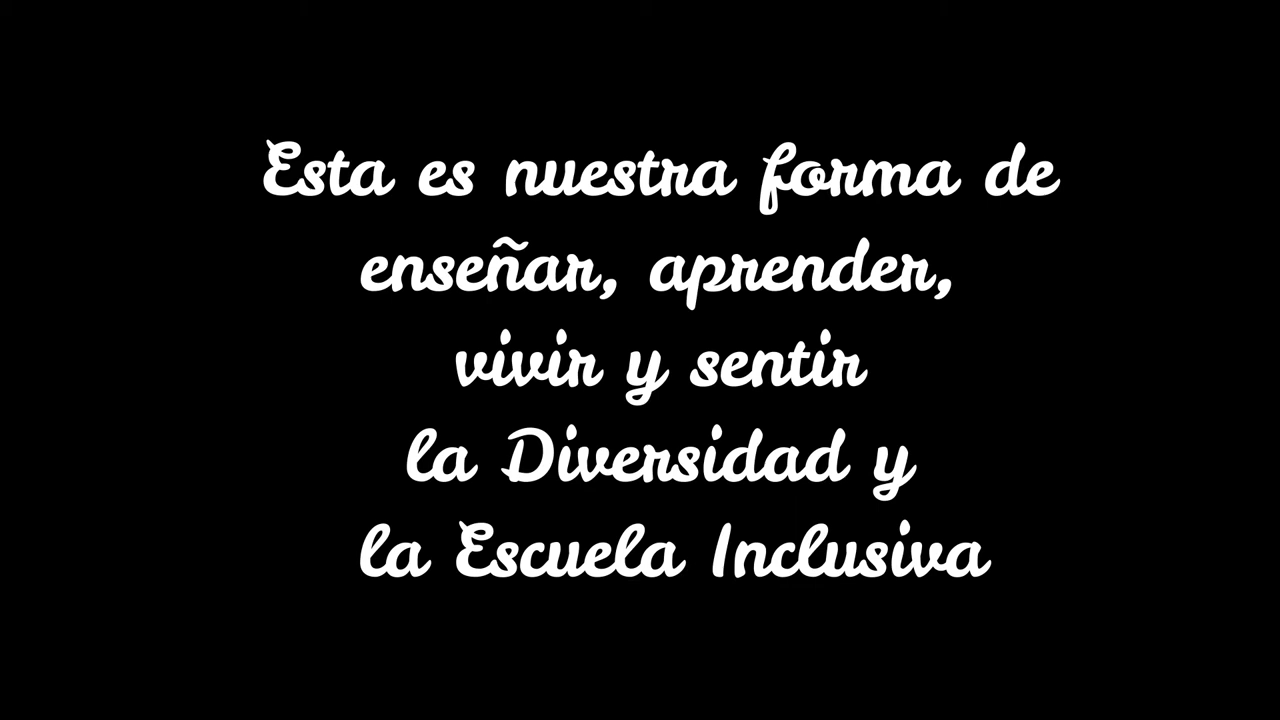 Esta es nuestra forma de
enseñar, aprender,
vivir y sentir
la Diversidad y
la Escuela Inclusiva